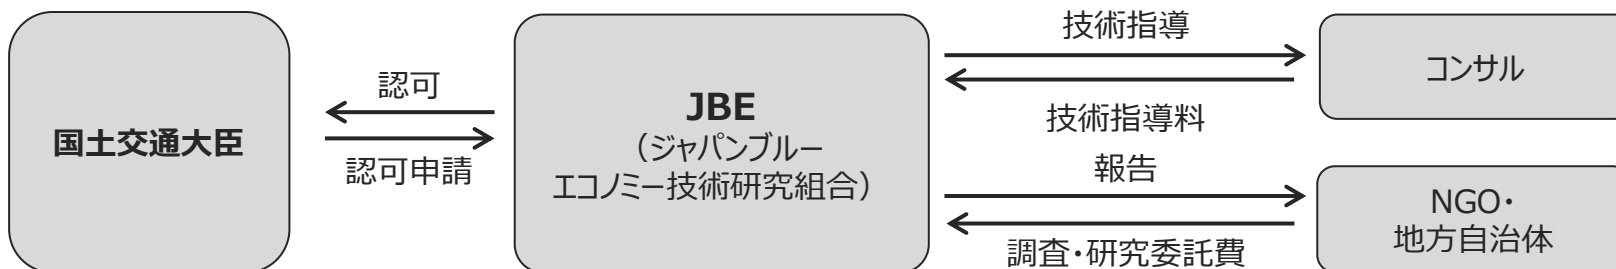 国土交通大臣
認可
認可申請
JBE
（ジャパンブルー
エコノミー技術研究組合）
技術指導
技術指導料
報告
調査・研究委託費
コンサル
NGO・
地方自治体